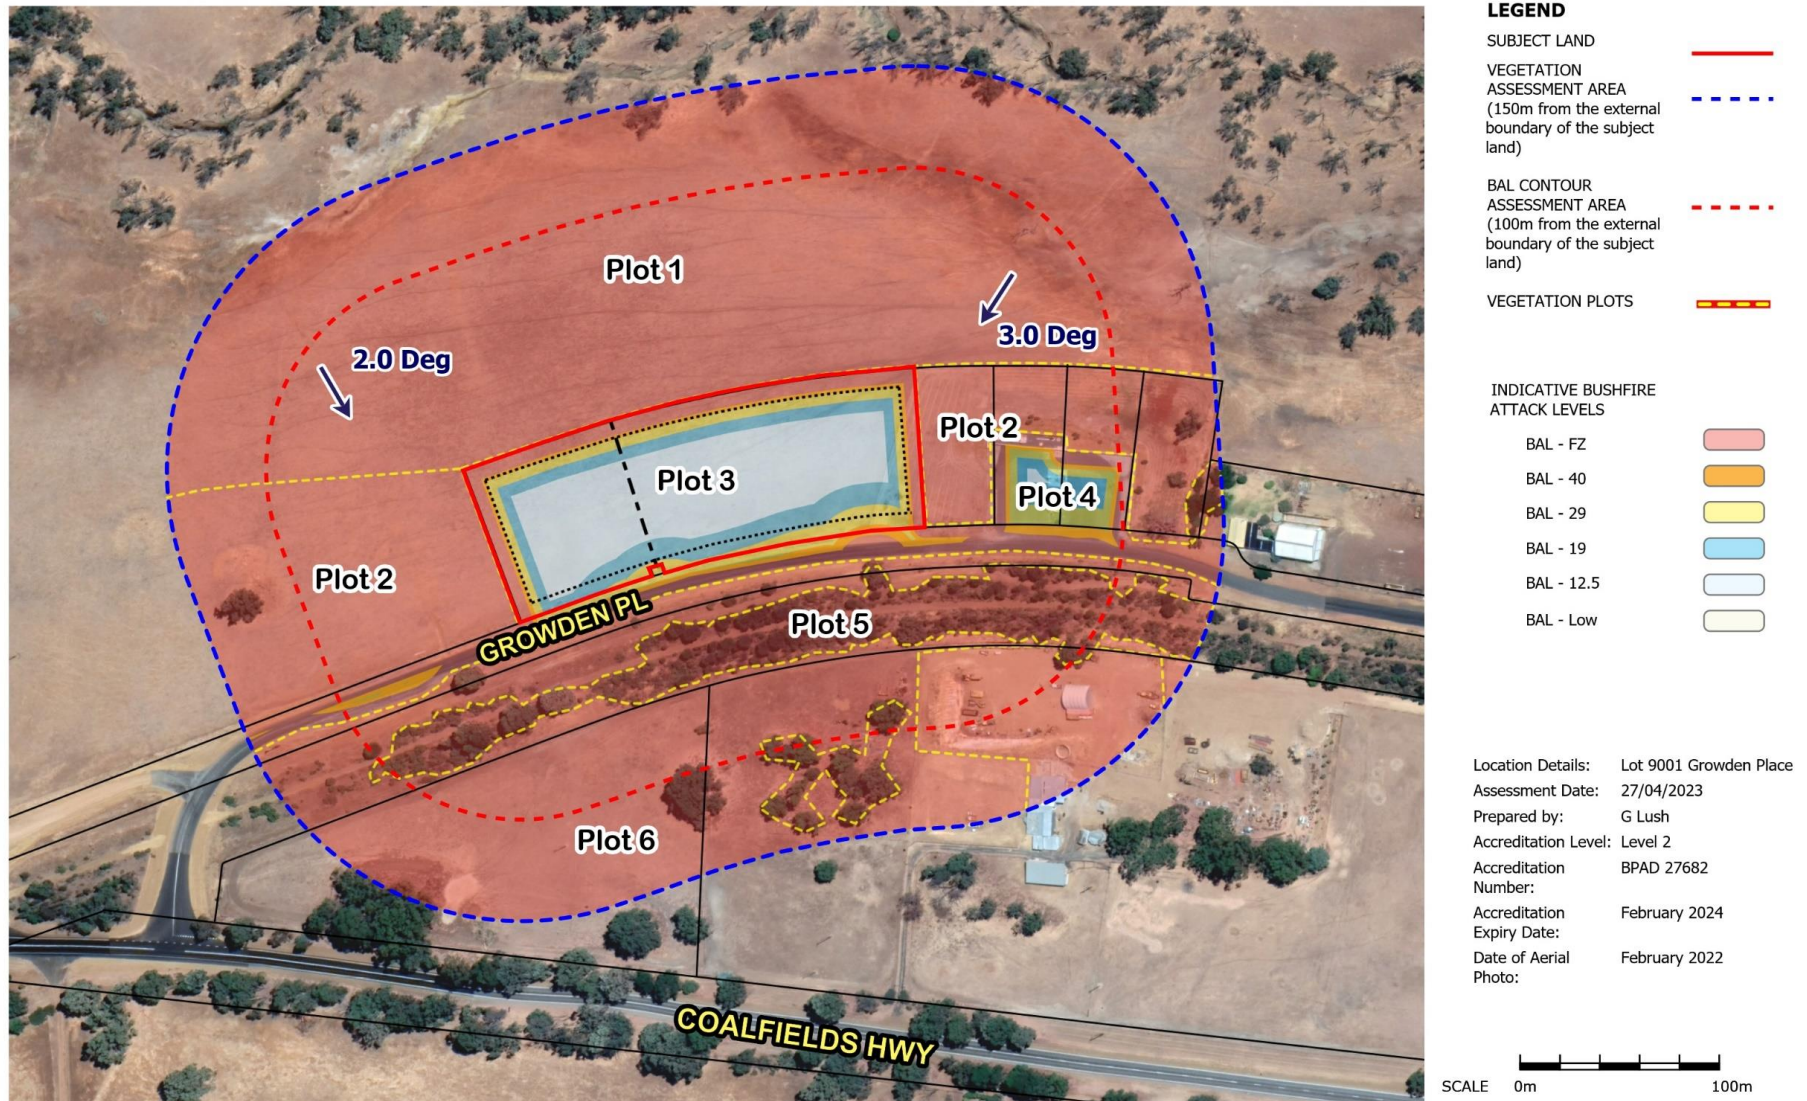 Plot 1
2.0 Deg
3.0 Deg
Plot 2
Plot 3
Plot 4
Plot 2
GROWDEN PL
Plot 5
Plot 6
COALFIELDS HWY
LEGEND
SUBJECT LAND
VEGETATION
ASSESSMENT AREA
(150m from the external
boundary of the subject
land)
BAL CONTOUR
ASSESSMENT AREA
(100m from the external
boundary of the subject
land)
VEGETATION PLOTS
INDICATIVE BUSHFIRE
ATTACK LEVELS
BAL - FZ
BAL - 40
BAL - 29
BAL - 19
BAL - 12.5
BAL - Low
Location Details: Lot 9001 Growden Place
Assessment Date: 27/04/2023
Prepared by: G Lush
Accreditation Level: Level 2
Accreditation BPAD 27682
Number:
Accreditation February 2024
Expiry Date:
Date of Aerial February 2022
Photo:
SCALE 0m 100m